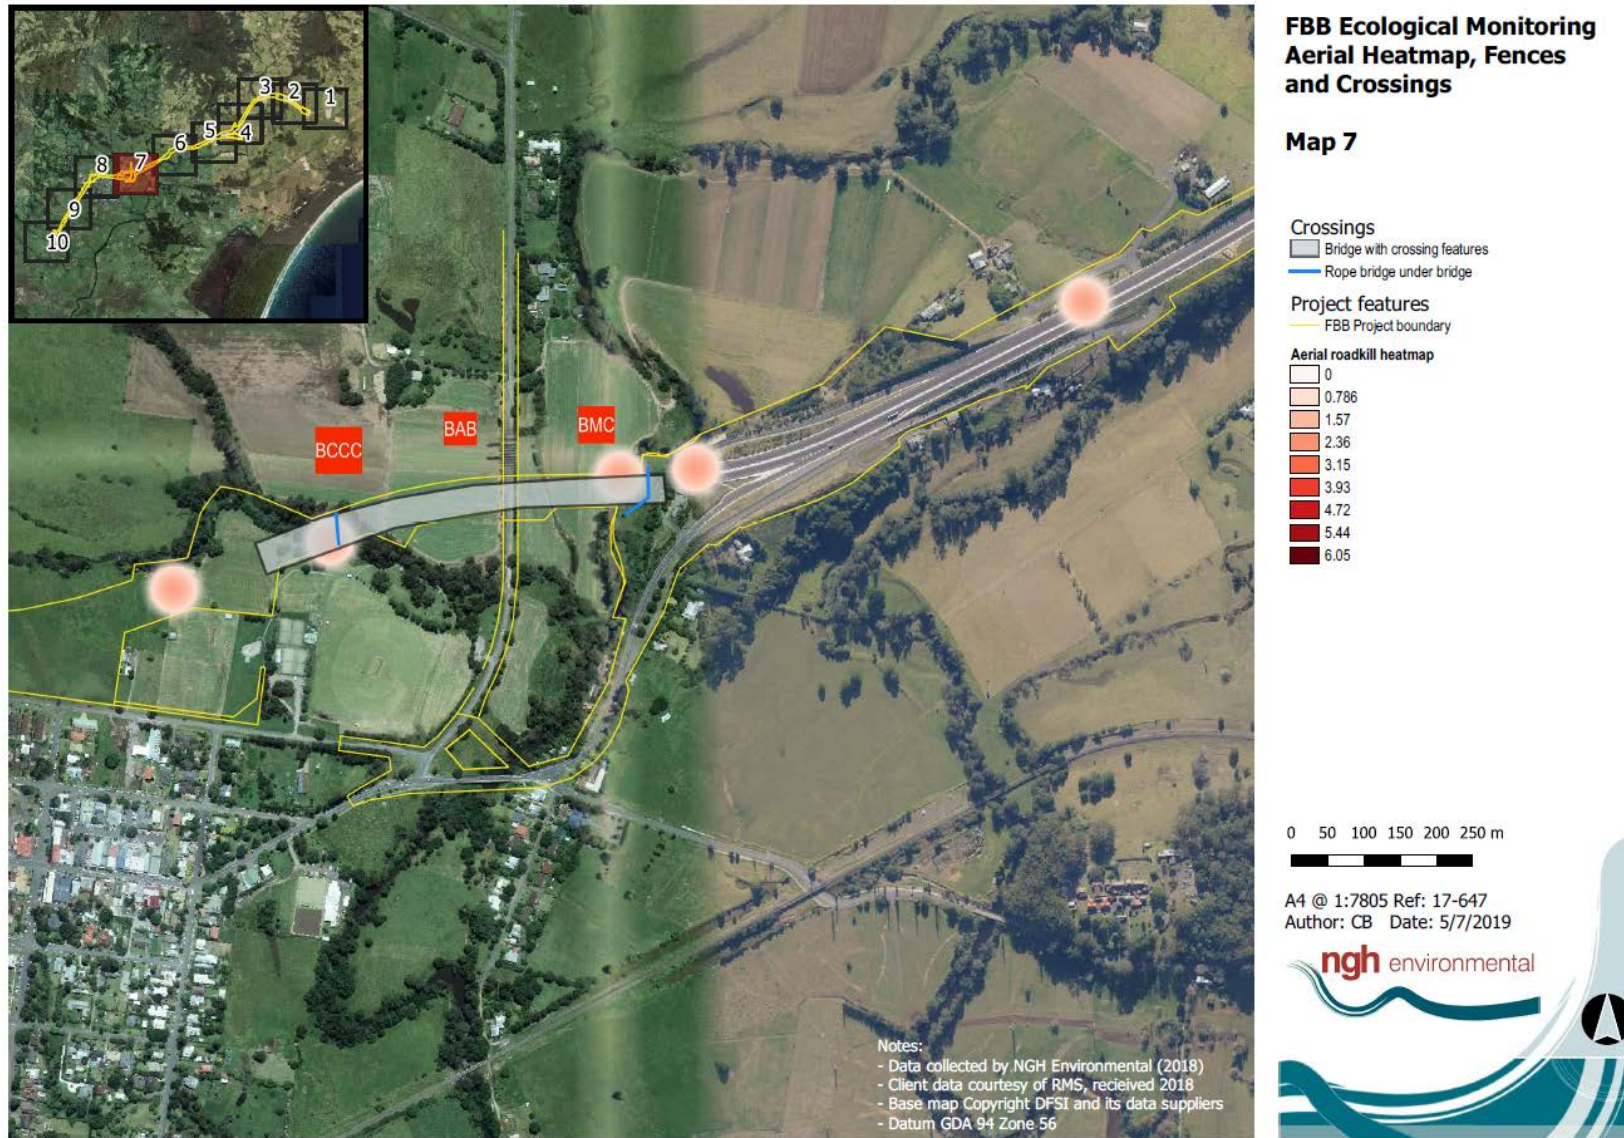 FBB Ecological Monitoring
Aerial Heatmap, Fences
and Crossings
Map 7
1
2
3
4
5
6
7
8
9
10
BCCC
BAB
BMC
Crossings
Bridge with crossing features
Rope bridge under bridge
Project features
FBB Project boundary
Aerial roadkill heatmap
0
0.786
1.57
2.36
3.15
3.93
4.72
5.44
6.05
0 50 100 150 200 250 m
A4 @ 1:7805 Ref: 17-647
Author: CB Date: 5/7/2019
ngh environmental
Notes:
- Data collected by NGH Environmental (2018)
- Client data courtesy of RMS, recieived 2018
- Base map Copyright DFSI and its data suppliers
- Datum GDA 94 Zone 56